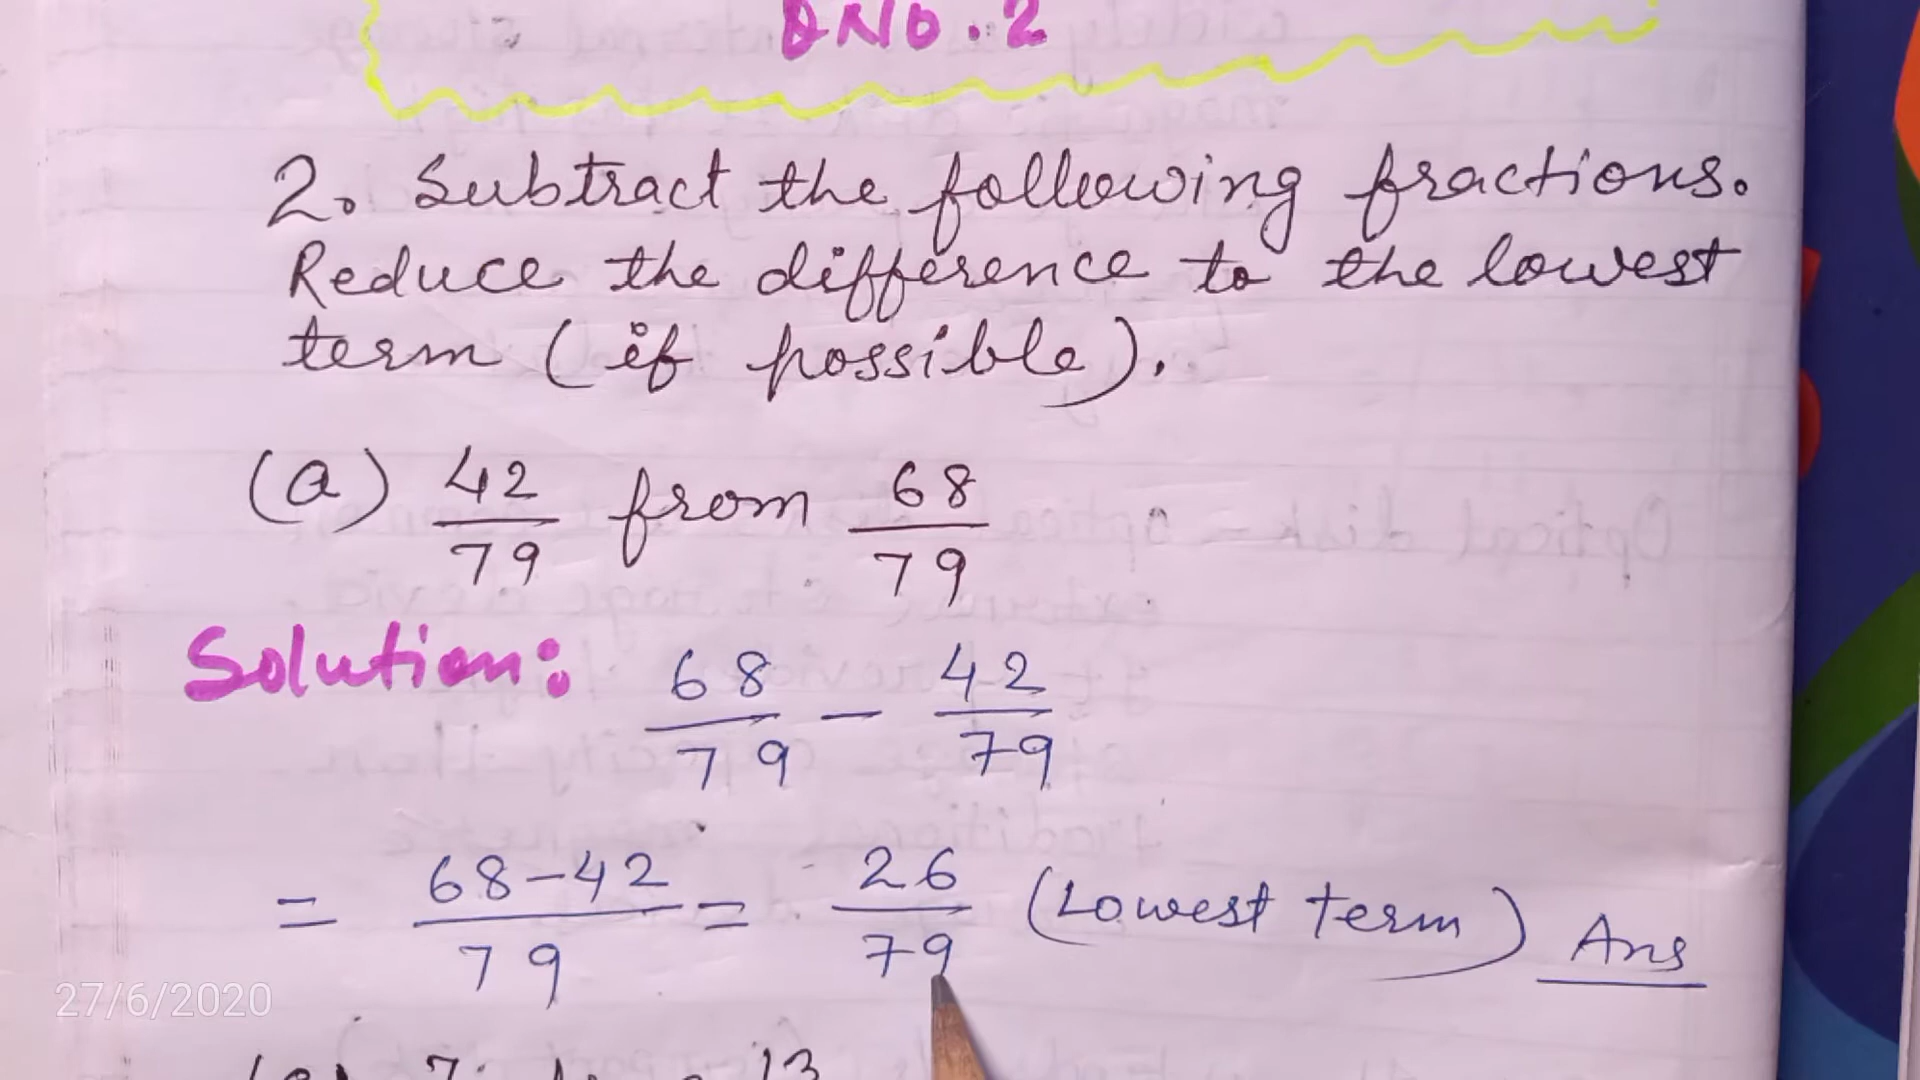 QNO. 2
2. Subtract the following fractions.
Reduce the difference to the lowest
term (if possible).
(a) 42/79 from 68/79
Solution: 68/79 - 42/79
= 68-42/79 = 26/79 (Lowest term) Ans
27/6/2020